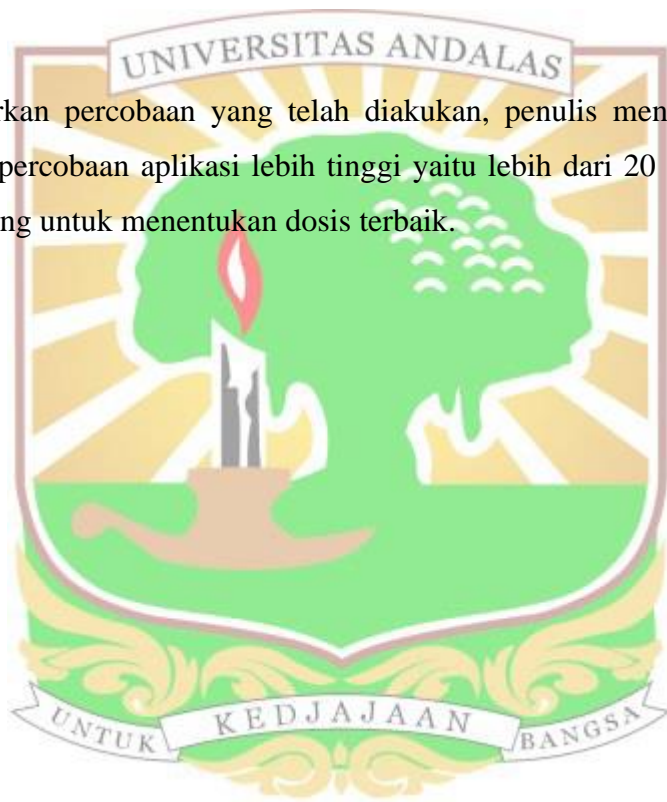 UNIVERSITAS ANDALAS
rkan percobaan yang telah diakukan, penulis men
percobaan aplikasi lebih tinggi yaitu lebih dari 20
ng untuk menentukan dosis terbaik.
UNTUK KEDJAJAAN BANGSA